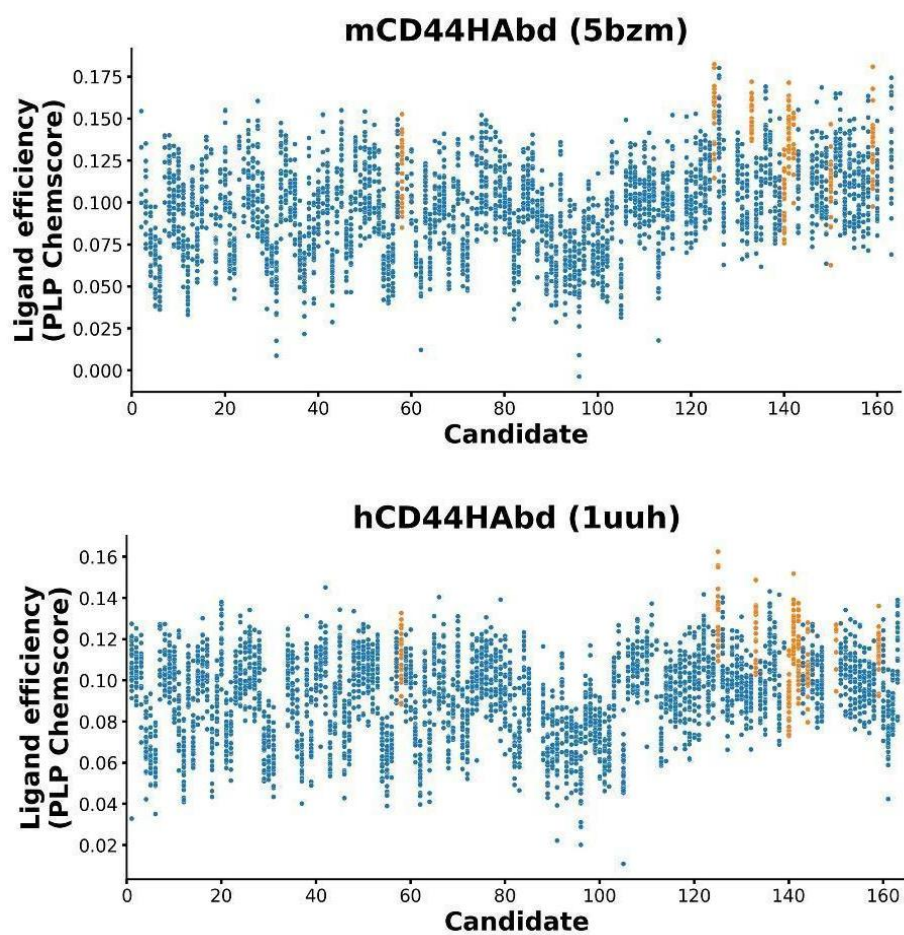 mCD44HAbd (5bzm)
Ligand efficiency
(PLP Chemscore)
0.175
0.150
0.125
0.100
0.075
0.050
0.025
0.000
0 20 40 60 80 100 120 140 160
Candidate
hCD44HAbd (1uuh)
Ligand efficiency
(PLP Chemscore)
0.16
0.14
0.12
0.10
0.08
0.06
0.04
0.02
0 20 40 60 80 100 120 140 160
Candidate